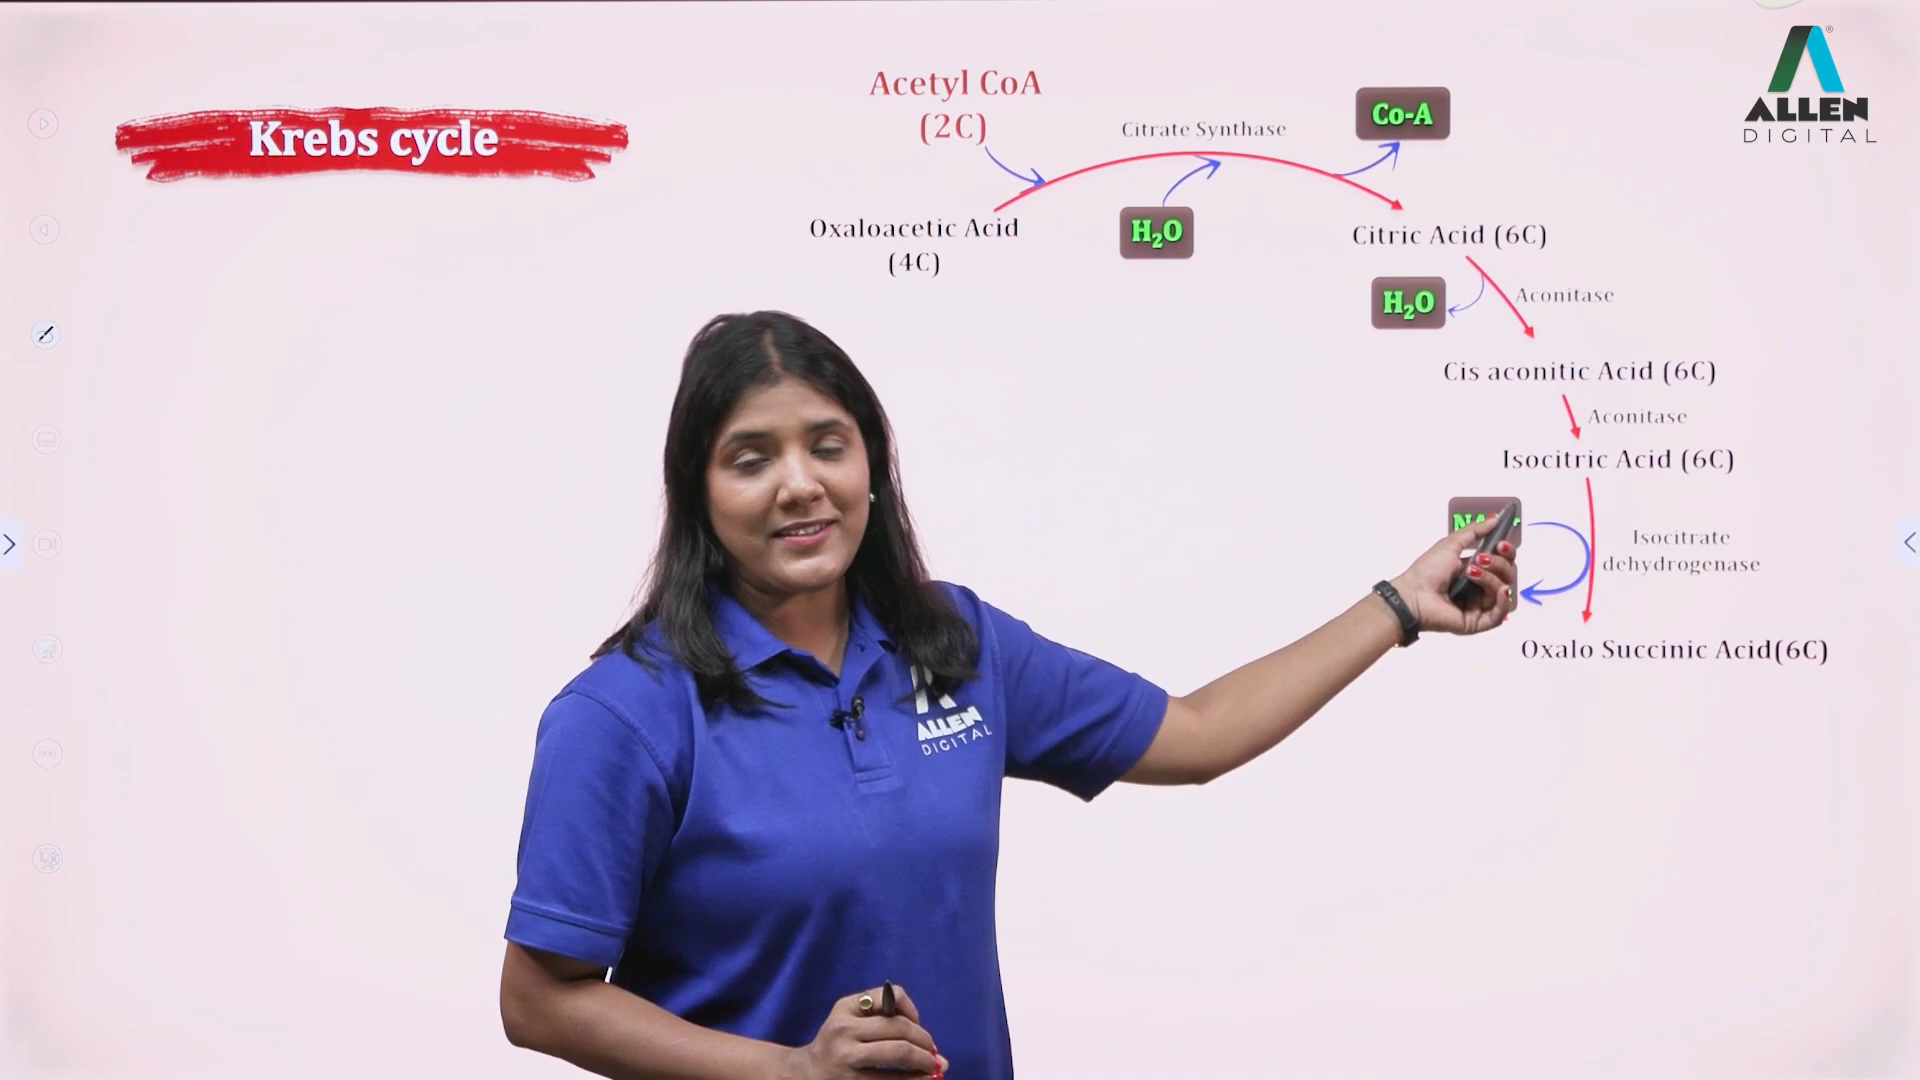 Krebs cycle
Acetyl CoA
(2C)
Citrate Synthase
Co-A
Oxaloacetic Acid
(4C)
H₂O
Citric Acid (6C)
H₂O
Aconitase
Cis aconitic Acid (6C)
Aconitase
Isocitric Acid (6C)
Isocitrate
dehydrogenase
Oxalo Succinic Acid(6C)
ALLEN
DIGITAL
ALLEN
DIGITAL